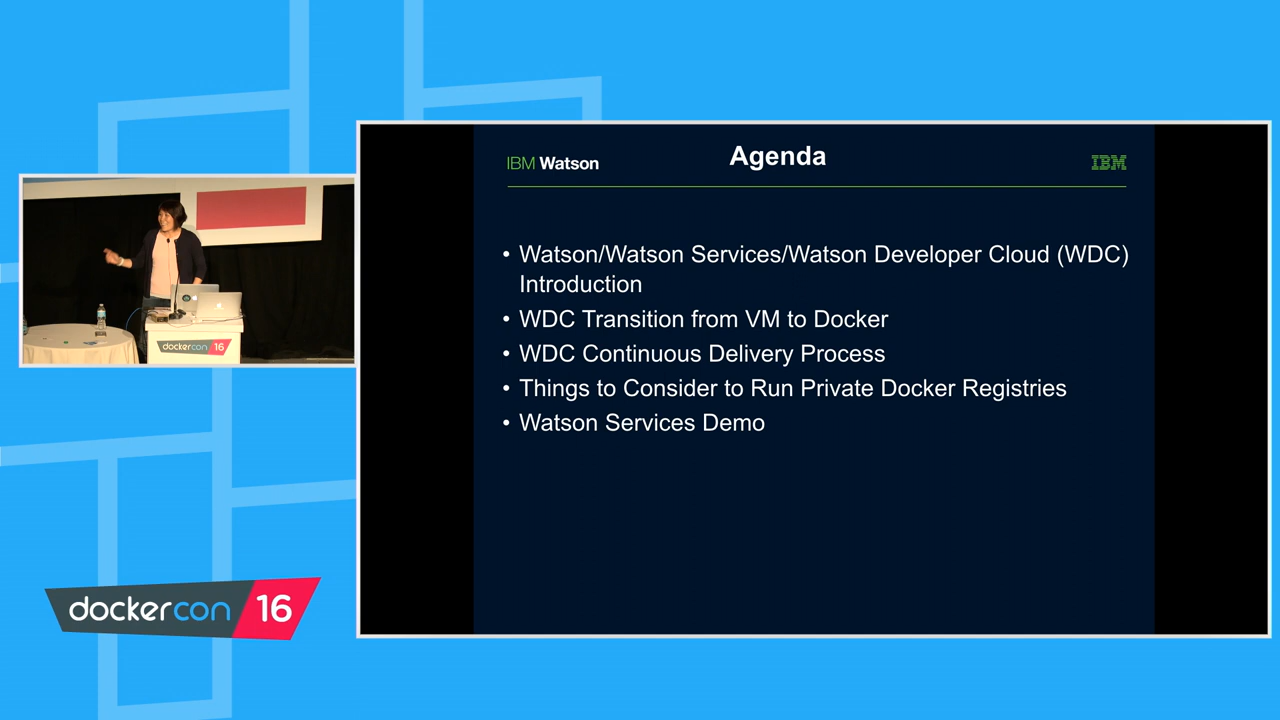 IBM Watson
Agenda
IBM
• Watson/Watson Services/Watson Developer Cloud (WDC)
Introduction
• WDC Transition from VM to Docker
• WDC Continuous Delivery Process
• Things to Consider to Run Private Docker Registries
• Watson Services Demo
dockercon 16
dockercon 16